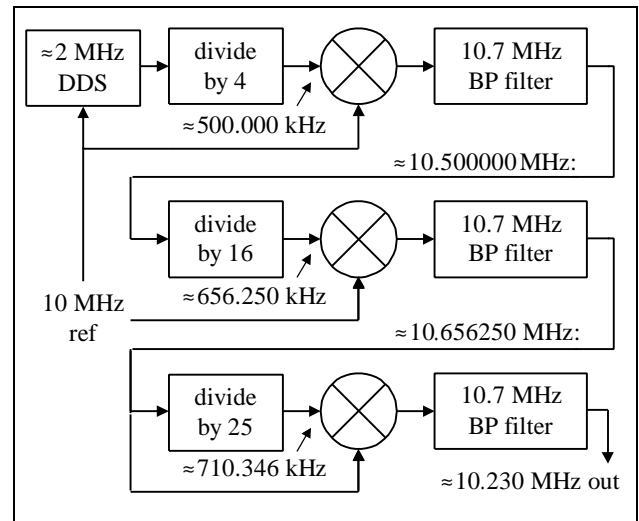 ≈2 MHz
DDS
divide
by 4
10.7 MHz
BP filter
≈500.000 kHz
≈10.500000 MHz:
divide
by 16
10.7 MHz
BP filter
10 MHz
ref
≈656.250 kHz
≈10.656250 MHz:
divide
by 25
10.7 MHz
BP filter
≈710.346 kHz
≈10.230 MHz out